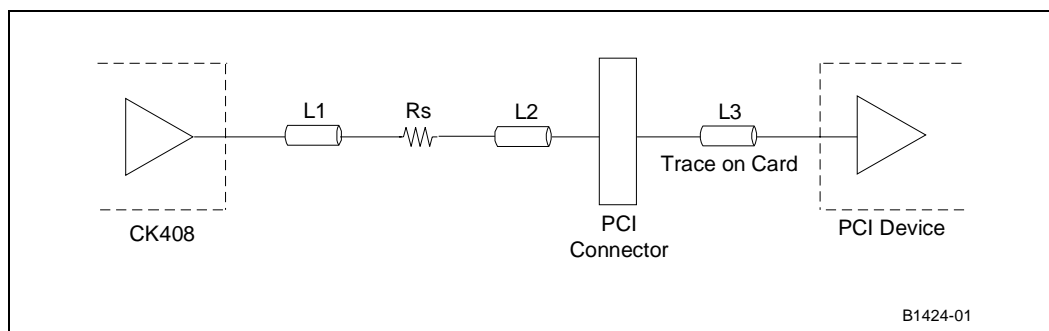 L1
Rs
L2
L3
Trace on Card
CK408
PCI
Connector
PCI Device
B1424-01